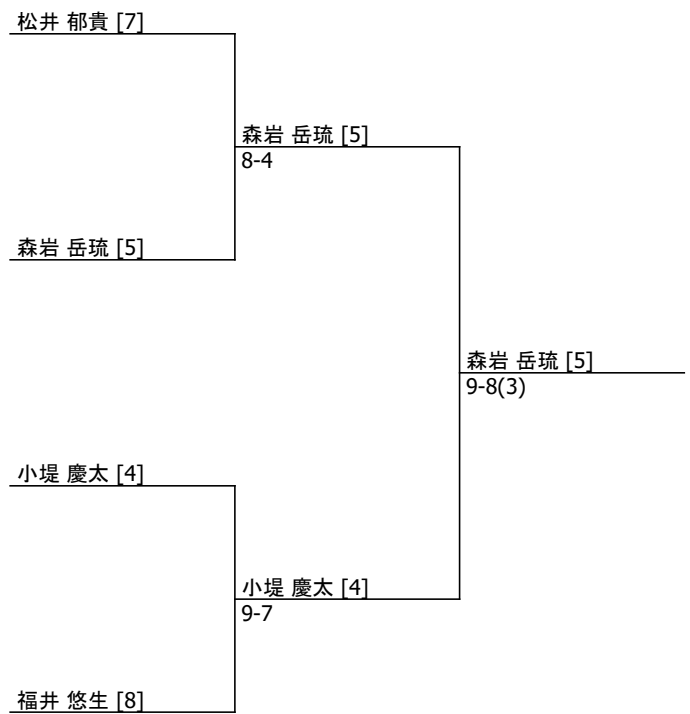 松井 郁貴 [7]
森岩 岳琉 [5]
8-4
森岩 岳琉 [5]
森岩 岳琉 [5]
9-8(3)
小堤 慶太 [4]
小堤 慶太 [4]
9-7
福井 悠生 [8]